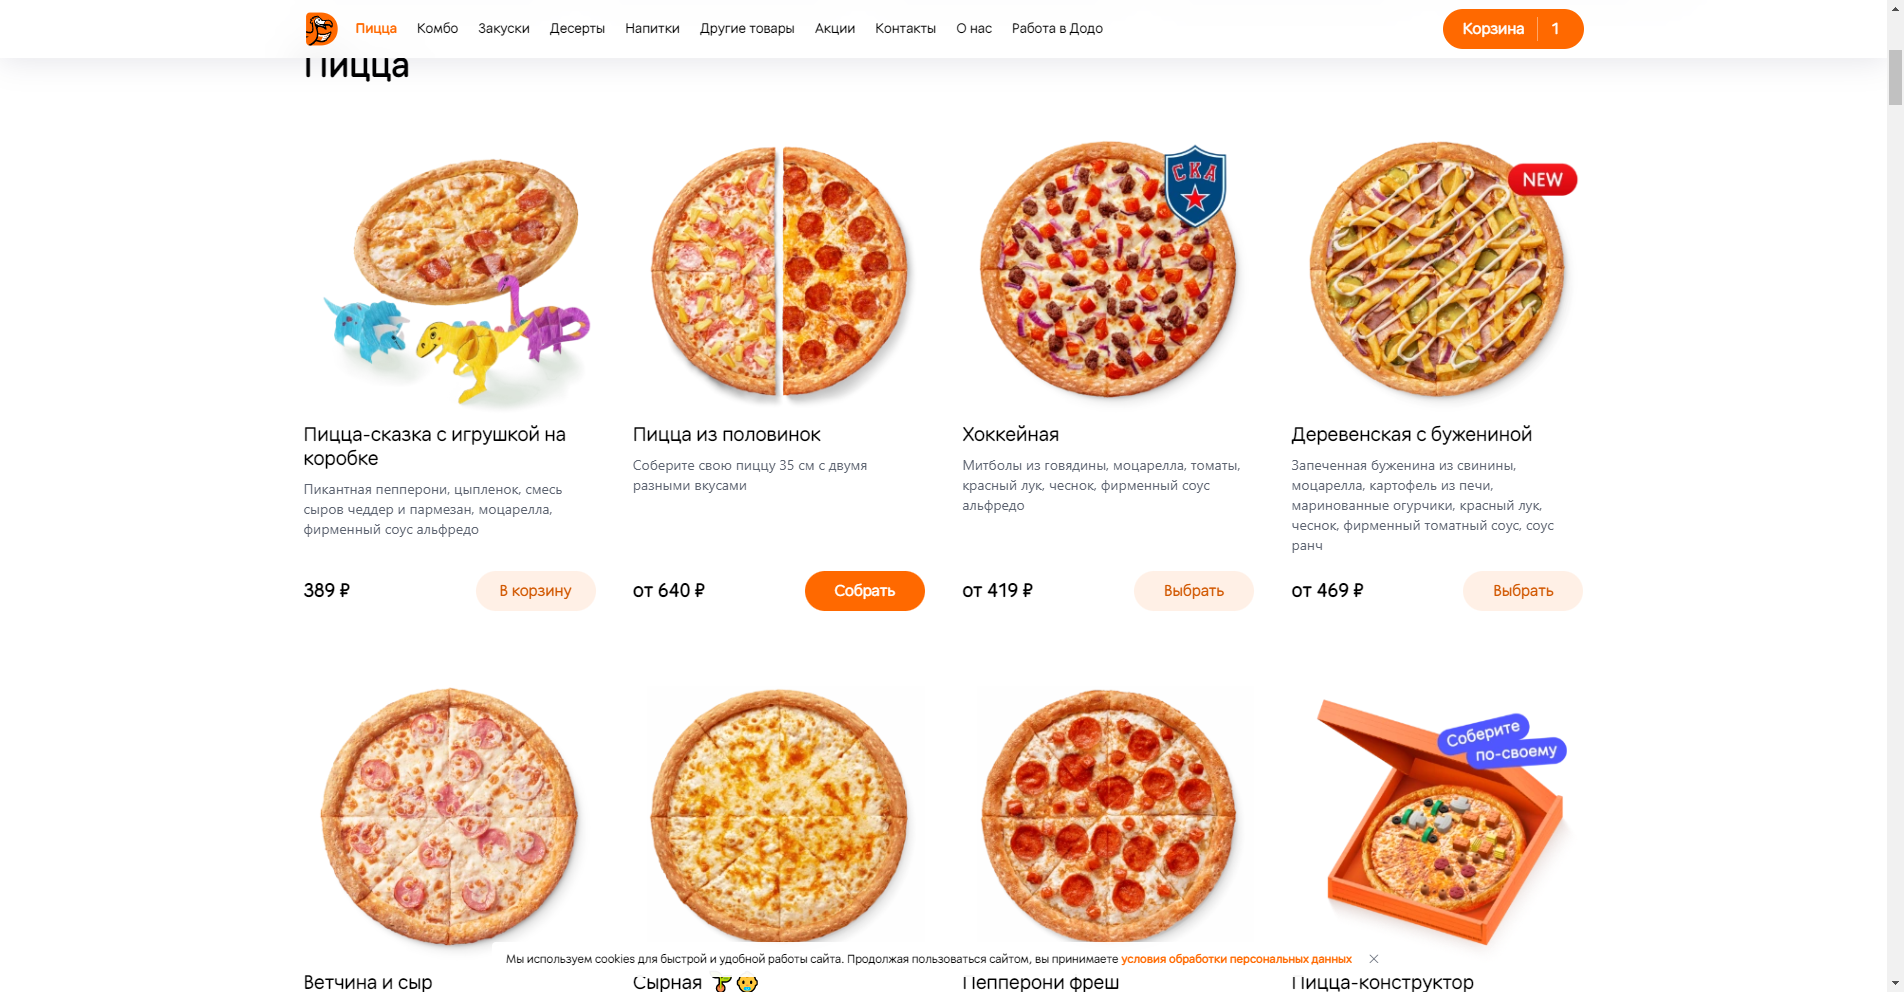 Пицца Комбо Закуски Десерты Напитки Другие товары Акции Контакты О нас Работа в Додо Корзина 1
Пицца
СКА
NEW
Пицца-сказка с игрушкой на
коробке
Пикантная пепперони, цыпленок, смесь
сыров чеддер и пармезан, моцарелла,
фирменный соус альфредо
389 ₽ В корзину
Пицца из половинок
Соберите свою пиццу 35 см с двумя
разными вкусами
от 640 ₽ Собрать
Хоккейная
Митболы из говядины, моцарелла, томаты,
красный лук, чеснок, фирменный соус
альфредо
от 419 ₽ Выбрать
Деревенская с бужениной
Запеченная буженина из свинины,
моцарелла, картофель из печи,
маринованные огурчики, красный лук,
чеснок, фирменный томатный соус, соус
ранч
от 469 ₽ Выбрать
Соберите
по-своему
Мы используем cookies для быстрой и удобной работы сайта. Продолжая пользоваться сайтом, вы принимаете условия обработки персональных данных
Ветчина и сыр
Сырная
Пепперони фреш
Пицца-конструктор